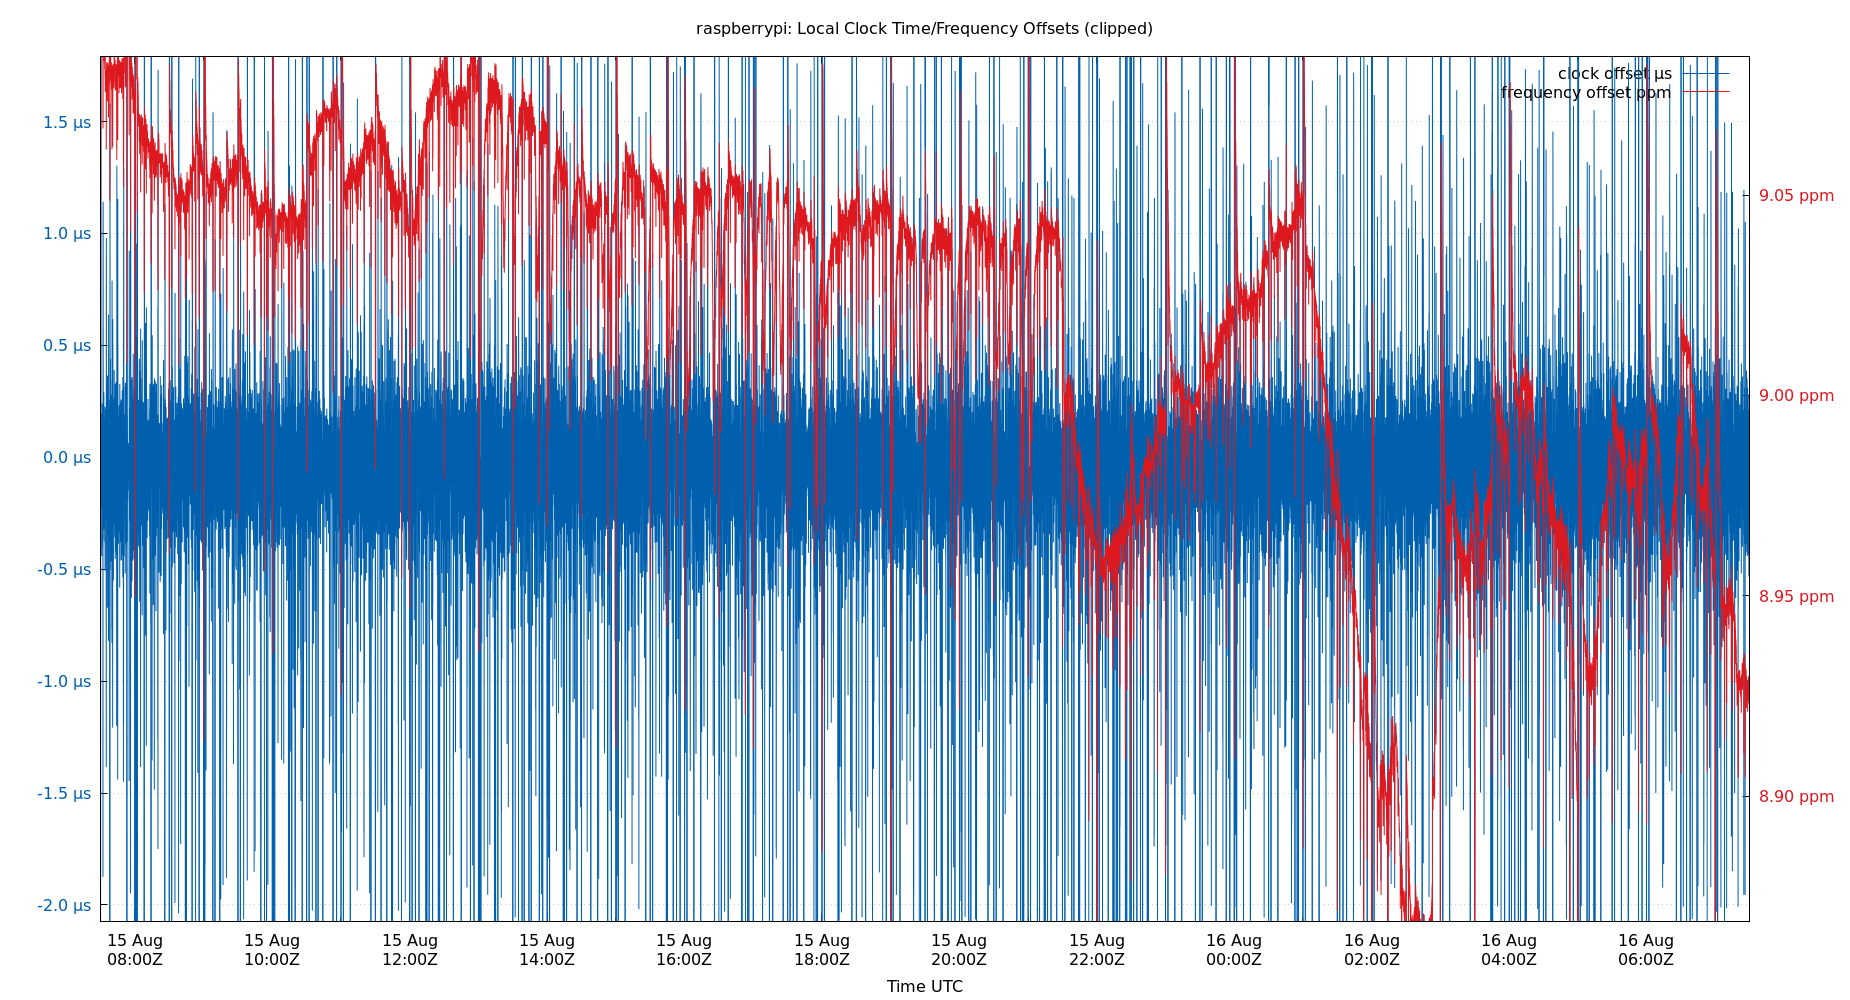 raspberrypi: Local Clock Time/Frequency Offsets (clipped)
clock offset µs
frequency offset ppm
1.5 µs
1.0 µs
0.5 µs
0.0 µs
-0.5 µs
-1.0 µs
-1.5 µs
-2.0 µs
9.05 ppm
9.00 ppm
8.95 ppm
8.90 ppm
15 Aug 15 Aug 15 Aug 15 Aug 15 Aug 15 Aug 15 Aug 15 Aug 16 Aug 16 Aug 16 Aug 16 Aug
08:00Z 10:00Z 12:00Z 14:00Z 16:00Z 18:00Z 20:00Z 22:00Z 00:00Z 02:00Z 04:00Z 06:00Z
Time UTC